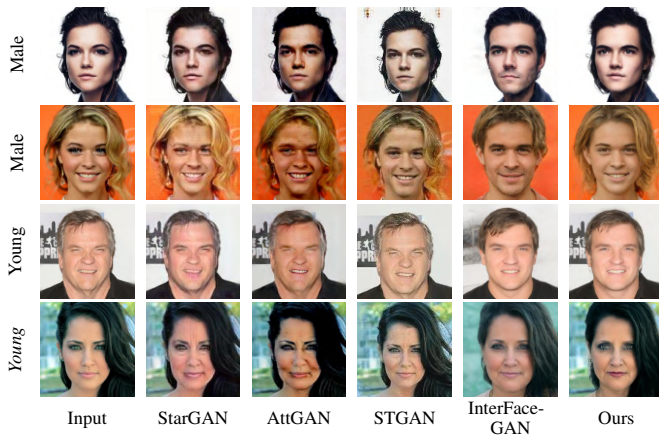 Male
Male
Young
Young
Input
StarGAN
AttGAN
STGAN
InterFace-
GAN
Ours